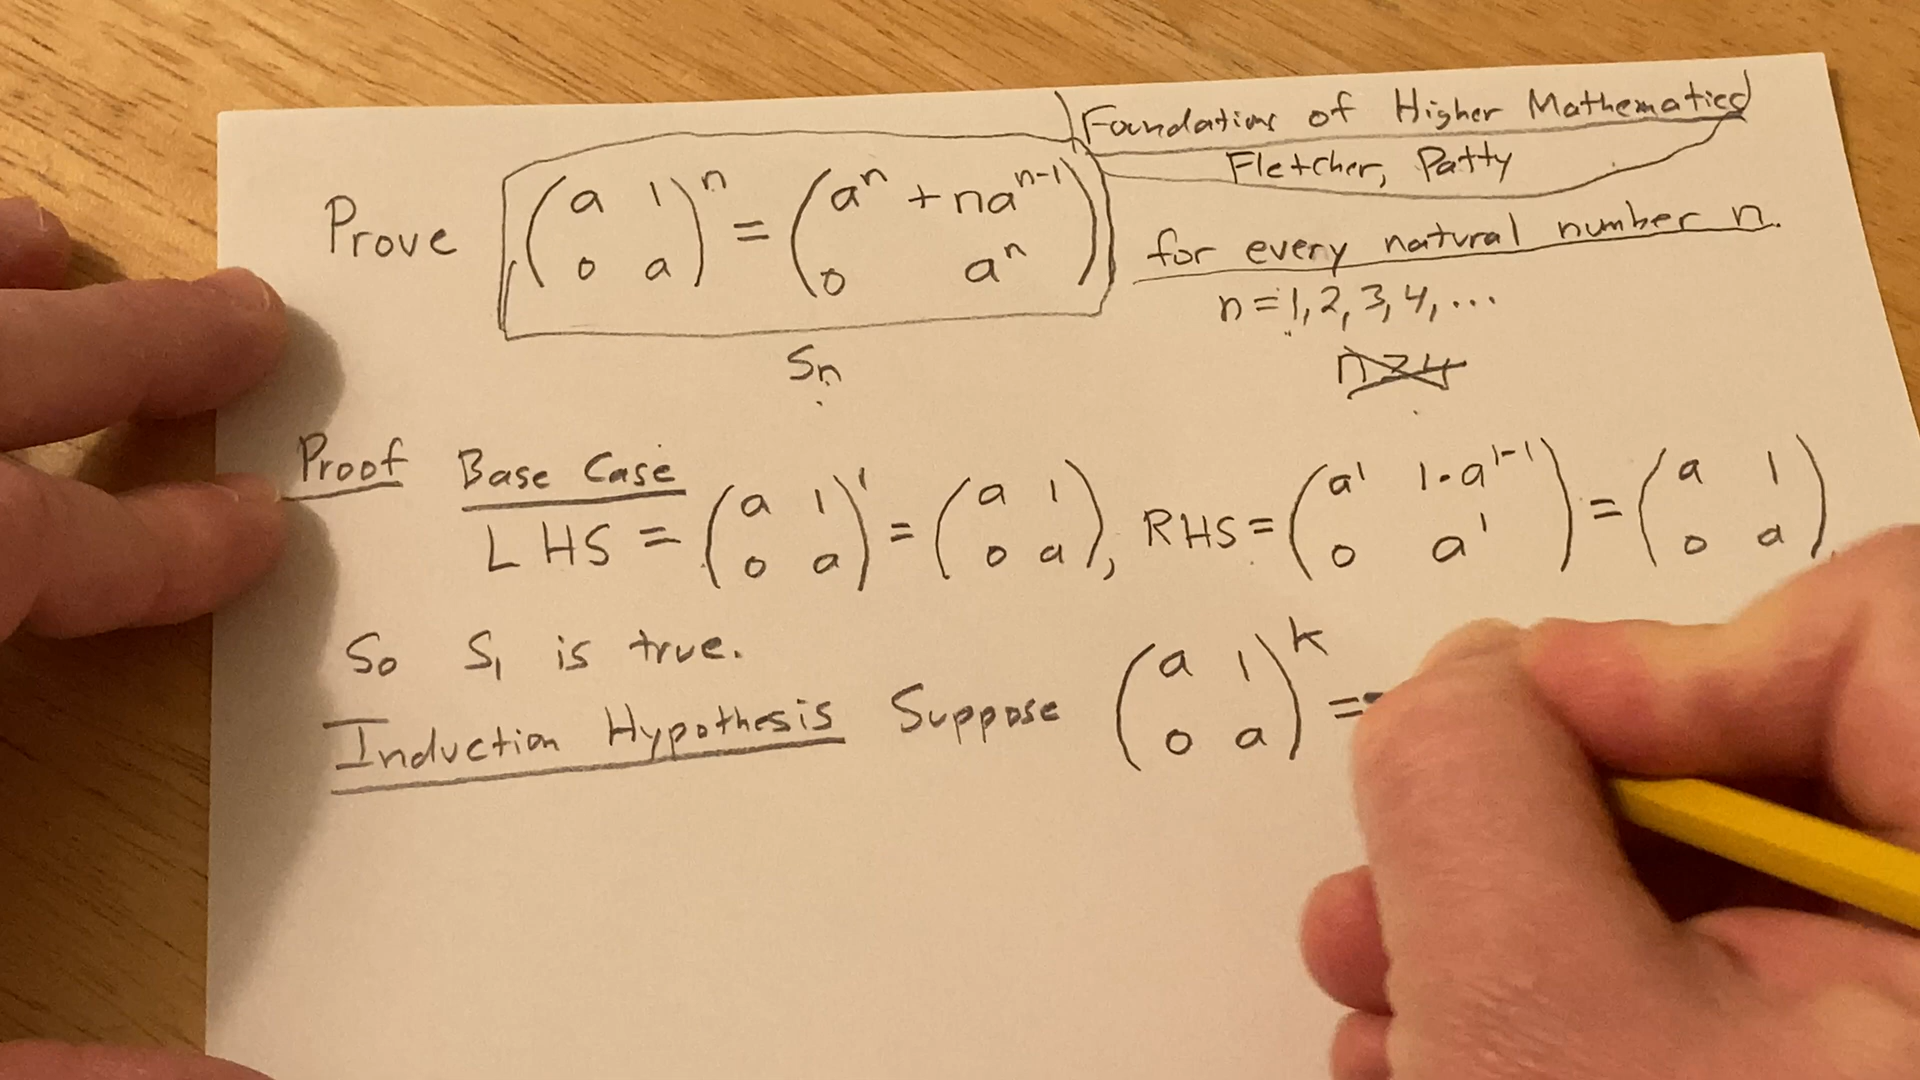 Foundations of Higher Mathematics
Fletcher, Patty
Prove (a 1 0 a)^n = (a^n + na^{n-1} 0 a^n) for every natural number n.
n = 1, 2, 3, 4, ...
S_n
Proof Base Case
LHS = (a 1 0 a)^1 = (a 1 0 a), RHS = (a^1 1·a^{1-1} 0 a^1) = (a 1 0 a).
So S_1 is true.
Induction Hypothesis Suppose (a 1 0 a)^k =